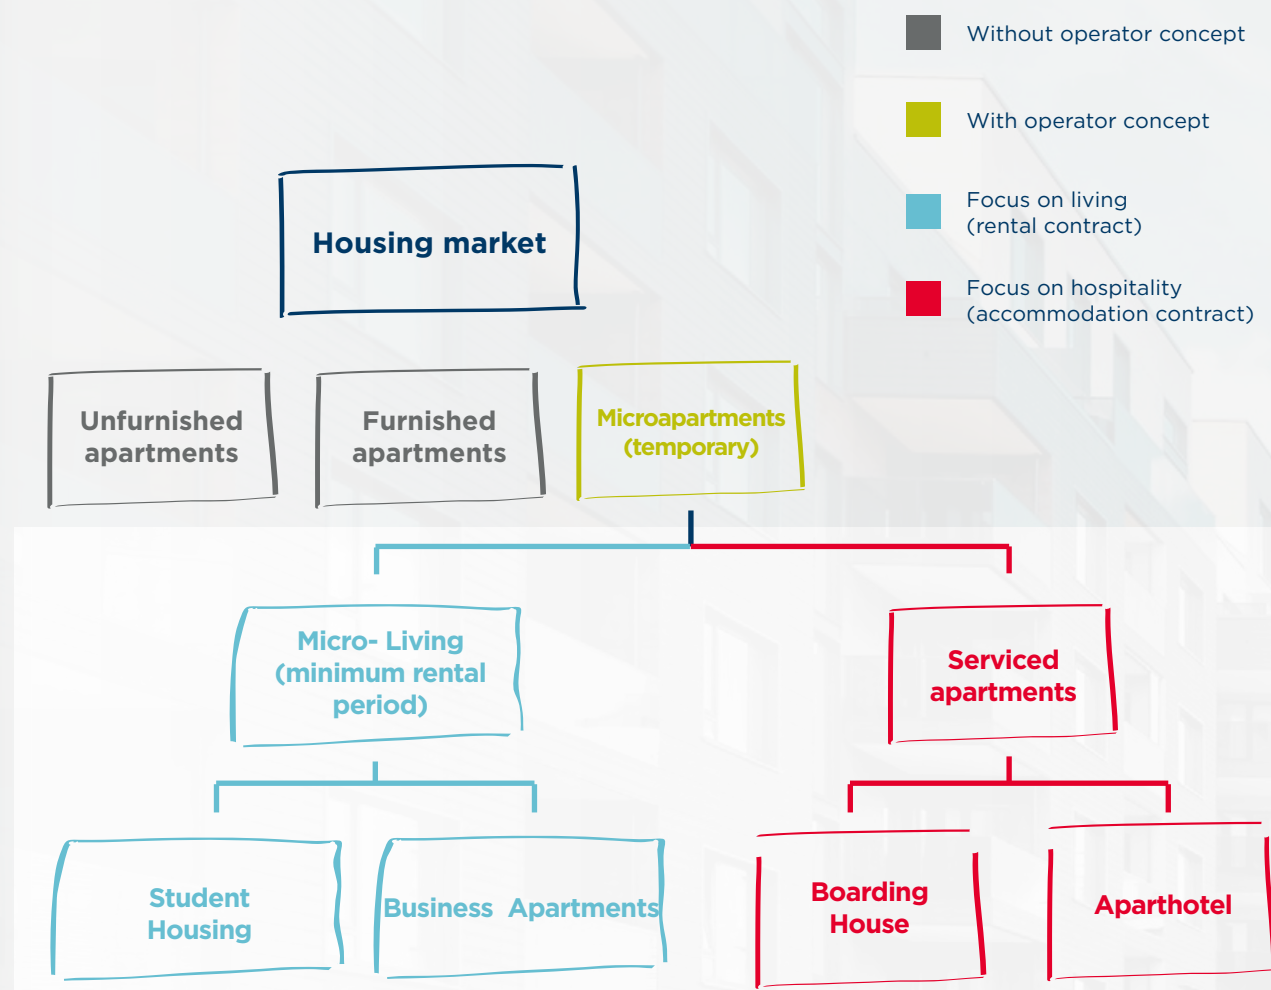 Without operator concept
With operator concept
Focus on living
(rental contract)
Focus on hospitality
(accommodation contract)
Housing market
Unfurnished
apartments
Furnished
apartments
Microapartments
(temporary)
Micro- Living
(minimum rental
period)
Serviced
apartments
Student
Housing
Business Apartments
Boarding
House
Aparthotel